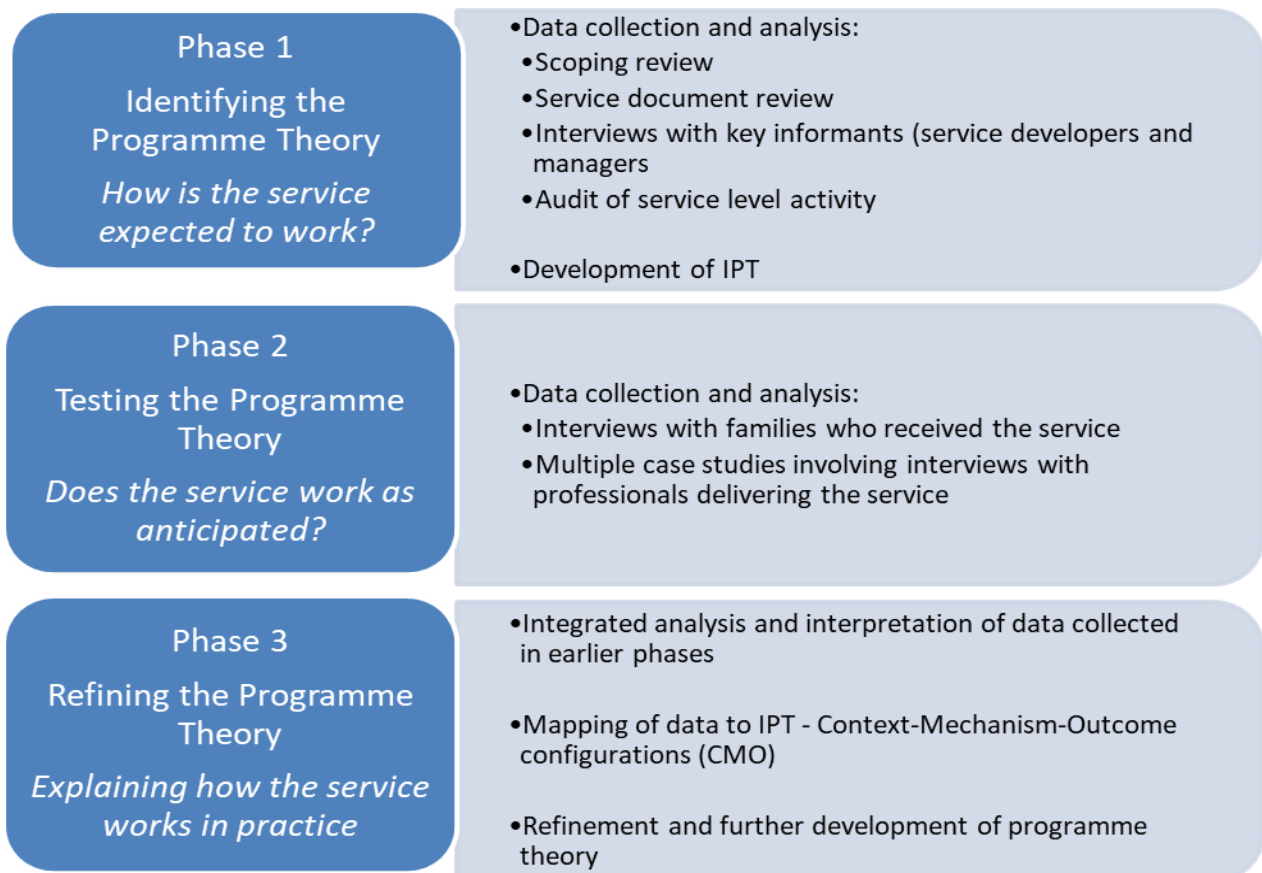 Phase 1
Identifying the
Programme Theory
How is the service
expected to work?
•Data collection and analysis:
•Scoping review
•Service document review
•Interviews with key informants (service developers and
managers
•Audit of service level activity
•Development of IPT
Phase 2
Testing the Programme
Theory
Does the service work as
anticipated?
•Data collection and analysis:
•Interviews with families who received the service
•Multiple case studies involving interviews with
professionals delivering the service
Phase 3
Refining the Programme
Theory
Explaining how the service
works in practice
•Integrated analysis and interpretation of data collected
in earlier phases
•Mapping of data to IPT - Context-Mechanism-Outcome
configurations (CMO)
•Refinement and further development of programme
theory